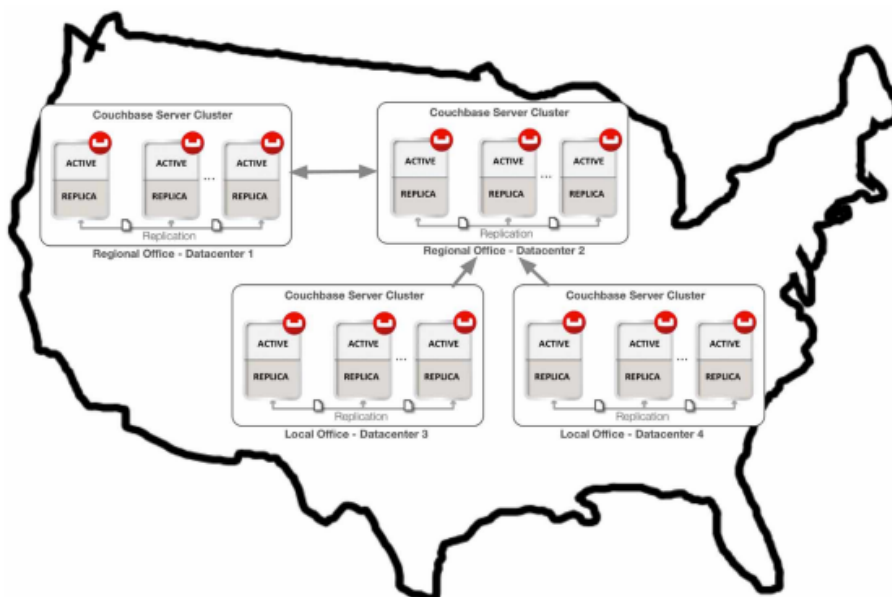 Couchbase Server Cluster
ACTIVE ACTIVE ACTIVE
...
REPLICA REPLICA REPLICA
Replication
Regional Office - Datacenter 1
Couchbase Server Cluster
ACTIVE ACTIVE ACTIVE
...
REPLICA REPLICA REPLICA
Replication
Regional Office - Datacenter 2
Couchbase Server Cluster
ACTIVE ACTIVE ACTIVE
...
REPLICA REPLICA REPLICA
Replication
Local Office - Datacenter 3
Couchbase Server Cluster
ACTIVE ACTIVE ACTIVE
...
REPLICA REPLICA REPLICA
Replication
Local Office - Datacenter 4